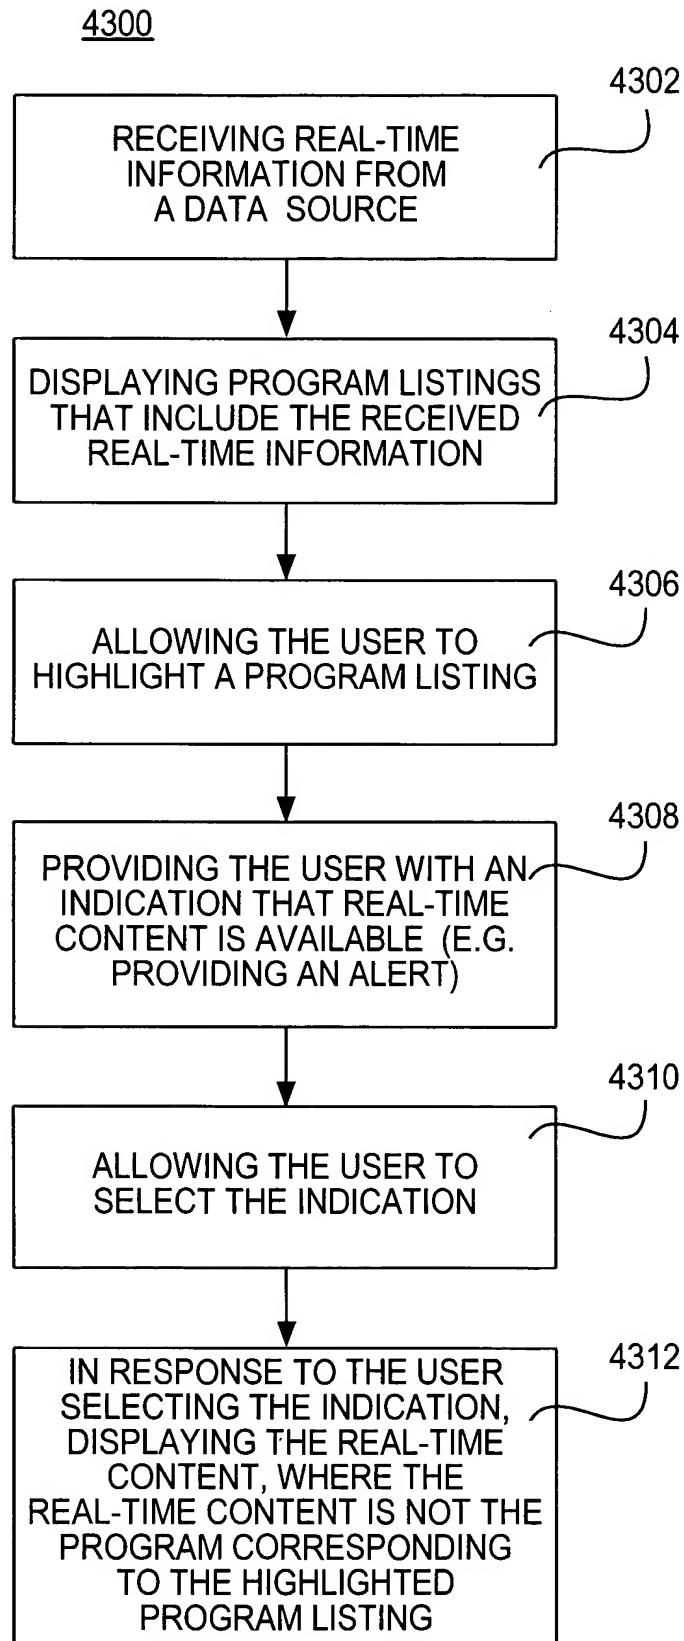 4300
4302
RECEIVING REAL-TIME
INFORMATION FROM
A DATA SOURCE
4304
DISPLAYING PROGRAM LISTINGS
THAT INCLUDE THE RECEIVED
REAL-TIME INFORMATION
4306
ALLOWING THE USER TO
HIGHLIGHT A PROGRAM LISTING
4308
PROVIDING THE USER WITH AN
INDICATION THAT REAL-TIME
CONTENT IS AVAILABLE (E.G.
PROVIDING AN ALERT)
4310
ALLOWING THE USER TO
SELECT THE INDICATION
4312
IN RESPONSE TO THE USER
SELECTING THE INDICATION,
DISPLAYING THE REAL-TIME
CONTENT, WHERE THE
REAL-TIME CONTENT IS NOT THE
PROGRAM CORRESPONDING
TO THE HIGHLIGHTED
PROGRAM LISTING